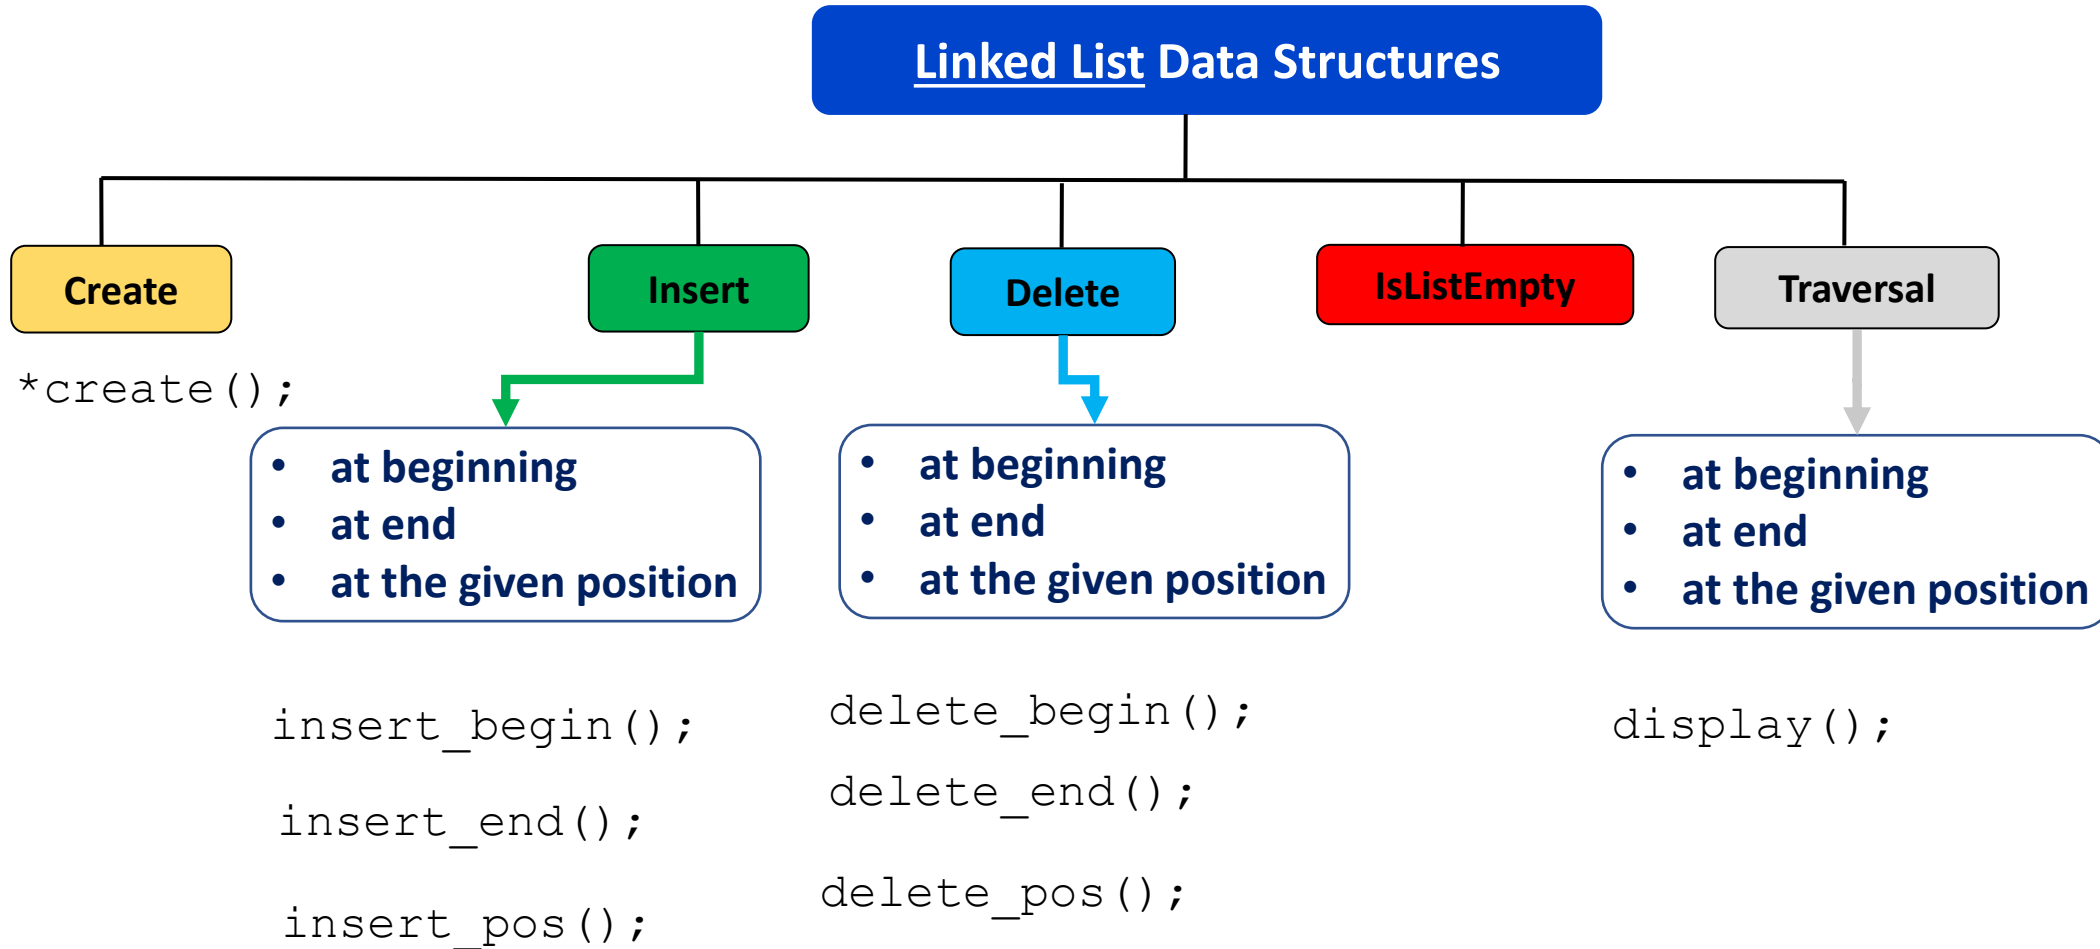 Linked List Data Structures
Create
Insert
Delete
IsListEmpty
Traversal
*create();
• at beginning
• at end
• at the given position
• at beginning
• at end
• at the given position
• at beginning
• at end
• at the given position
insert_begin();
insert_end();
insert_pos();
delete_begin();
delete_end();
delete_pos();
display();